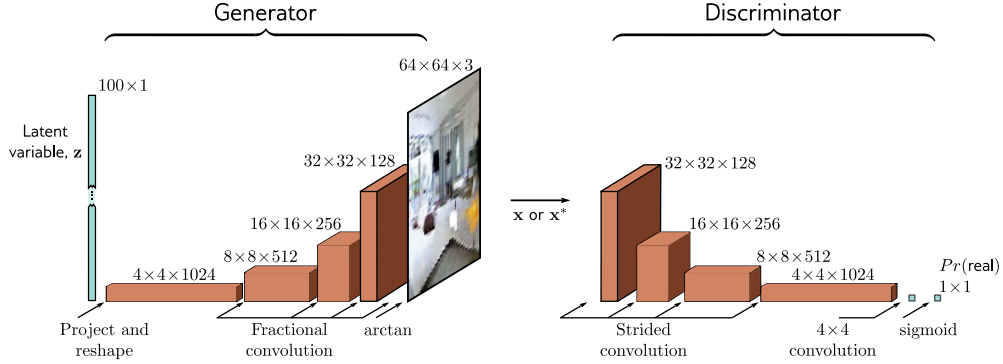 Generator
Discriminator
64×64×3
100×1
Latent
variable, z
32×32×128
16×16×256
8×8×512
4×4×1024
Project and
reshape
Fractional
convolution
arctan
x or x*
32×32×128
16×16×256
8×8×512
4×4×1024
Pr(real)
1×1
Strided
convolution
4×4
convolution
sigmoid